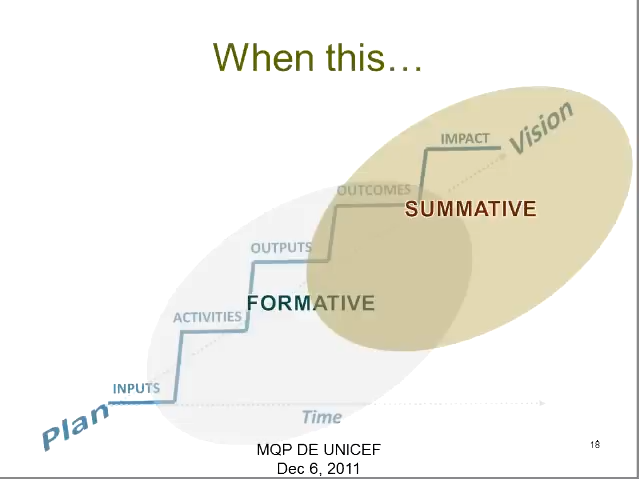 When this…
Vision
IMPACT
OUTCOMES
SUMMATIVE
OUTPUTS
FORMATIVE
ACTIVITIES
INPUTS
Plan
Time
MQP DE UNICEF
Dec 6, 2011
18